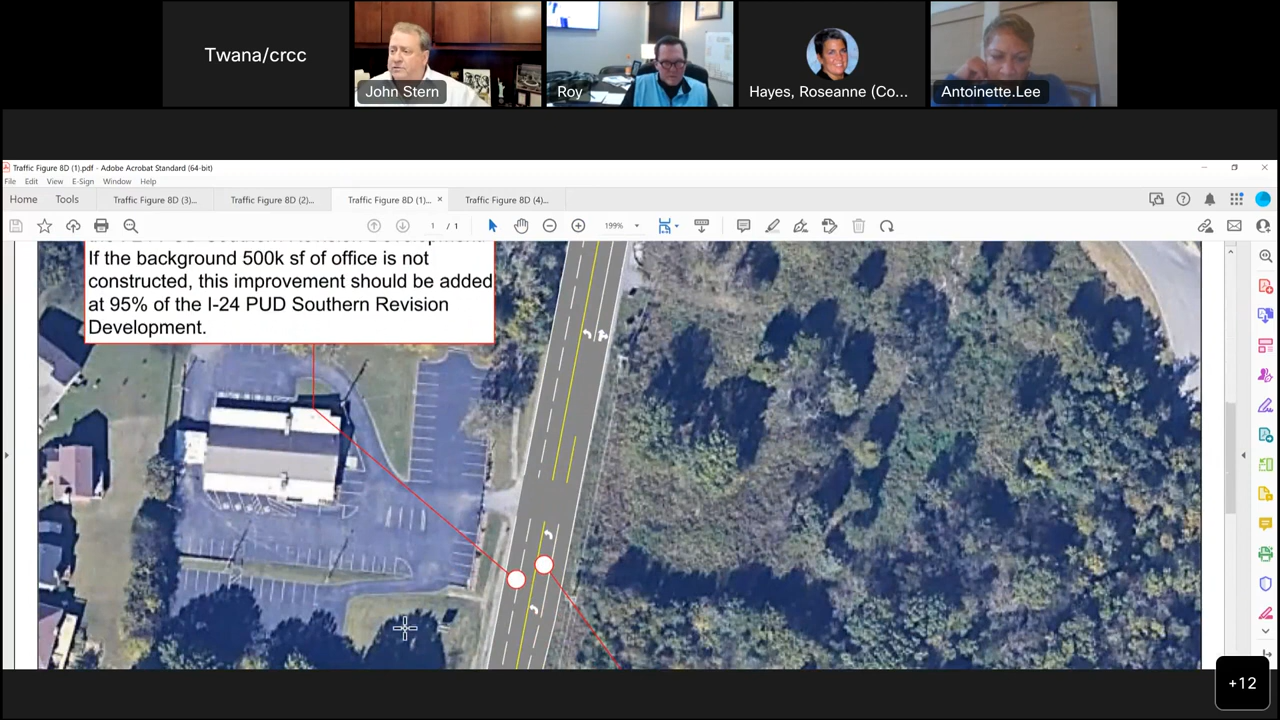 Twana/crcc
John Stern
Roy
Hayes, Roseanne (Co...
Antoinette.Lee
Traffic Figure 8D (1).pdf - Adobe Acrobat Standard (64-bit)
File Edit View E-Sign Window Help
Home Tools Traffic Figure 8D (3)... Traffic Figure 8D (2)... Traffic Figure 8D (1)... × Traffic Figure 8D (4)...
1 / 1 199%
If the background 500k sf of office is not
constructed, this improvement should be added
at 95% of the I-24 PUD Southern Revision
Development.
+12